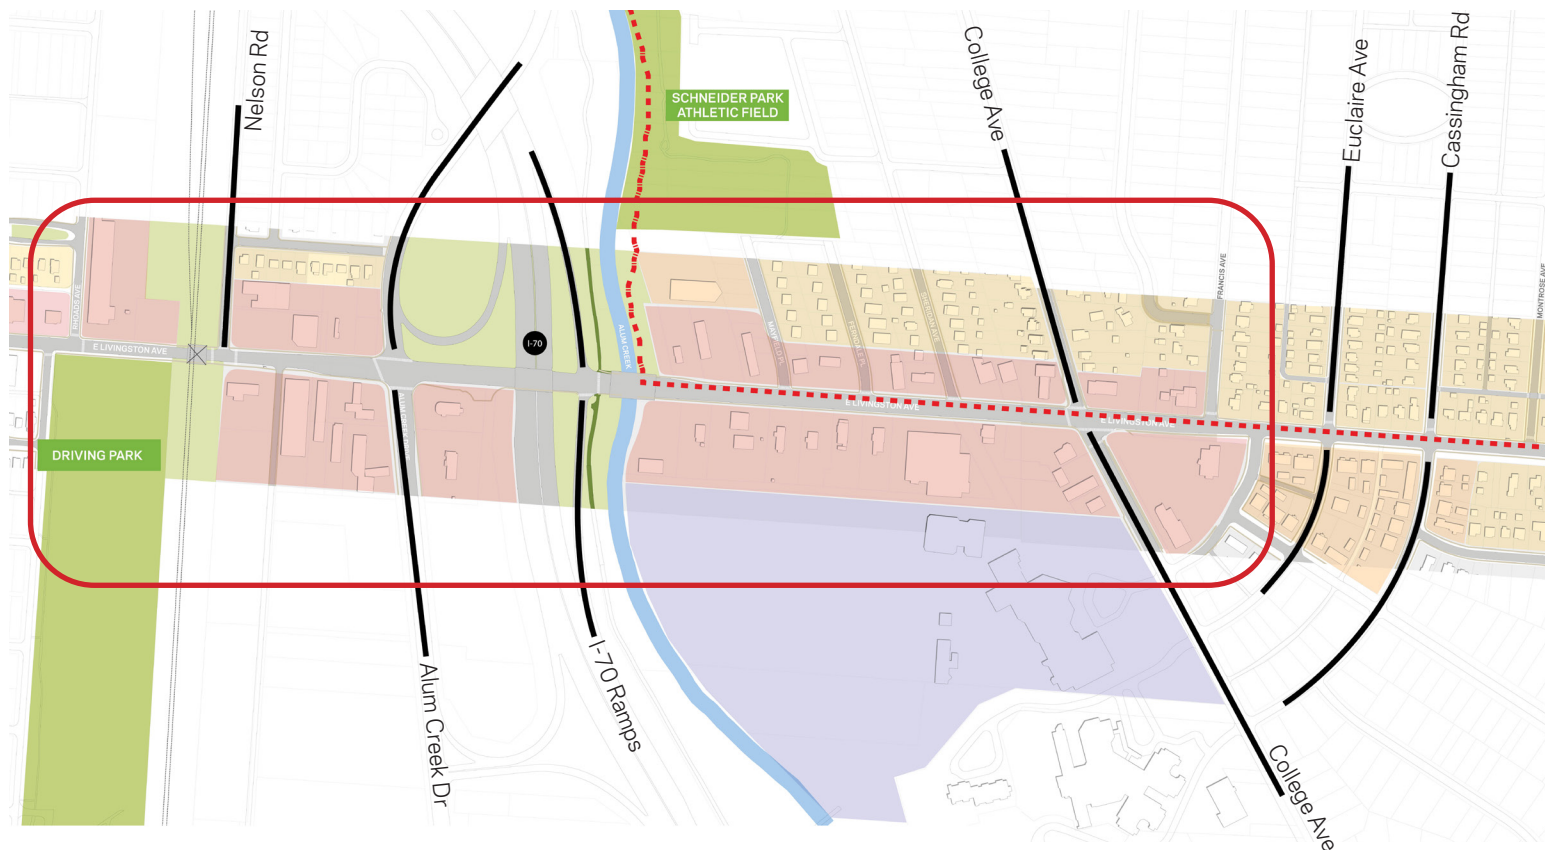 Nelson Rd
College Ave
Euclaire Ave
Cassingham Rd
SCHNEIDER PARK
ATHLETIC FIELD
RHOADS AVE
FRANCIS AVE
MONTROSE AVE
E LIVINGSTON AVE
I-70
ALUM CREEK
E LIVINGSTON AVE
E LIVINGSTON AVE
DRIVING PARK
Alum Creek Dr
I-70 Ramps
College Ave